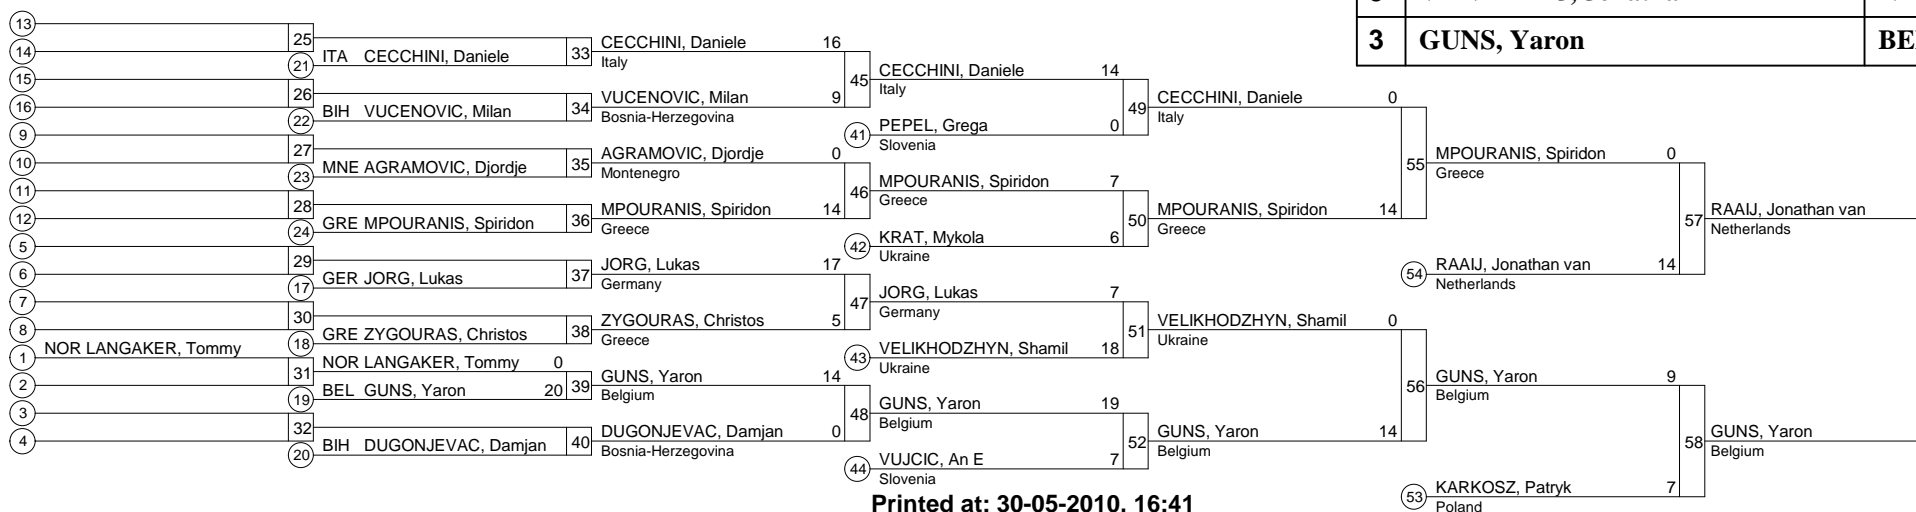 3 GUNS, Yaron
13
14
15
16
9
10
11
12
5
6
7
8
1 NOR LANGAKER, Tommy
2
3
4
25
21 ITA CECCHINI, Daniele 33
26
22 BIH VUCENOVIC, Milan 34
27
23 MNE AGRAMOVIC, Djordje 35
28
24 GRE MPOURANIS, Spiridon 36
29
17 GER JORG, Lukas 37
30
18 GRE ZYGOURAS, Christos 38
31 NOR LANGAKER, Tommy 0
19 BEL GUNS, Yaron 20 39
32
20 BIH DUGONJEVAC, Damjan 40
CECCHINI, Daniele 16
Italy
45
VUCENOVIC, Milan 9
Bosnia-Herzegovina
AGRAMOVIC, Djordje 0
Montenegro
46
MPOURANIS, Spiridon 14
Greece
JORG, Lukas 17
Germany
47
ZYGOURAS, Christos 5
Greece
GUNS, Yaron 14
Belgium
48
DUGONJEVAC, Damjan 0
Bosnia-Herzegovina
CECCHINI, Daniele 14
Italy
49
41 PEPEL, Grega 0
Slovenia
MPOURANIS, Spiridon 7
Greece
50
42 KRAT, Mykola 6
Ukraine
JORG, Lukas 7
Germany
51
43 VELIKHODZHYN, Shamil 18
Ukraine
GUNS, Yaron 19
Belgium
52
44 VUJCIC, An E 7
Slovenia
CECCHINI, Daniele 0
Italy
55
MPOURANIS, Spiridon 14
Greece
VELIKHODZHYN, Shamil 0
Ukraine
56
GUNS, Yaron 14
Belgium
MPOURANIS, Spiridon 0
Greece
57
54 RAAIJ, Jonathan van 14
Netherlands
GUNS, Yaron 9
Belgium
58
53 KARKOSZ, Patryk 7
Poland
RAAIJ, Jonathan van
Netherlands
GUNS, Yaron
Belgium
Printed at: 30-05-2010, 16:41